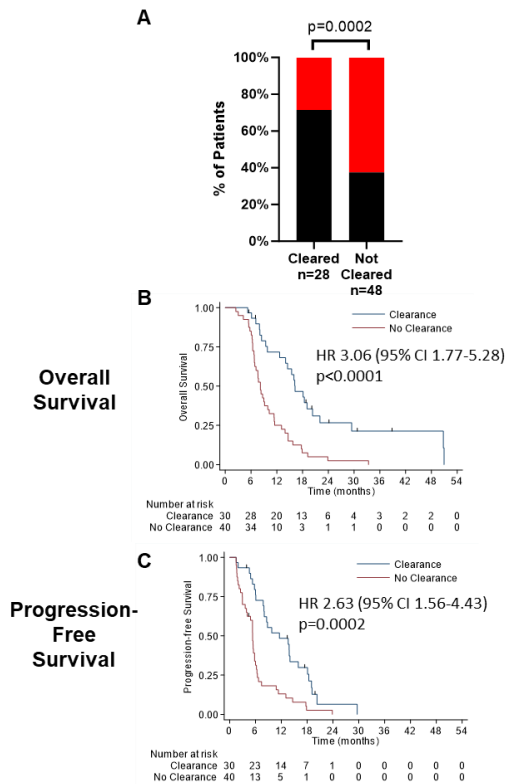 A
p=0.0002
100%
80%
60%
40%
20%
0%
% of Patients
Cleared
n=28
Not
Cleared
n=48
B
Overall
Survival
1.00
0.75
0.50
0.25
0.00
Overall Survival
Clearance
No Clearance
HR 3.06 (95% CI 1.77-5.28)
p<0.0001
0 6 12 18 24 30 36 42 48 54
Time (months)
Number at risk
Clearance 30 28 20 13 6 4 3 2 2 0
No Clearance 40 34 10 3 1 1 0 0 0 0
C
Progression-
Free
Survival
1.00
0.75
0.50
0.25
0.00
Progression-free Survival
Clearance
No Clearance
HR 2.63 (95% CI 1.56-4.43)
p=0.0002
0 6 12 18 24 30 36 42 48 54
Time (months)
Number at risk
Clearance 30 23 14 7 1 0 0 0 0 0
No Clearance 40 13 5 1 0 0 0 0 0 0